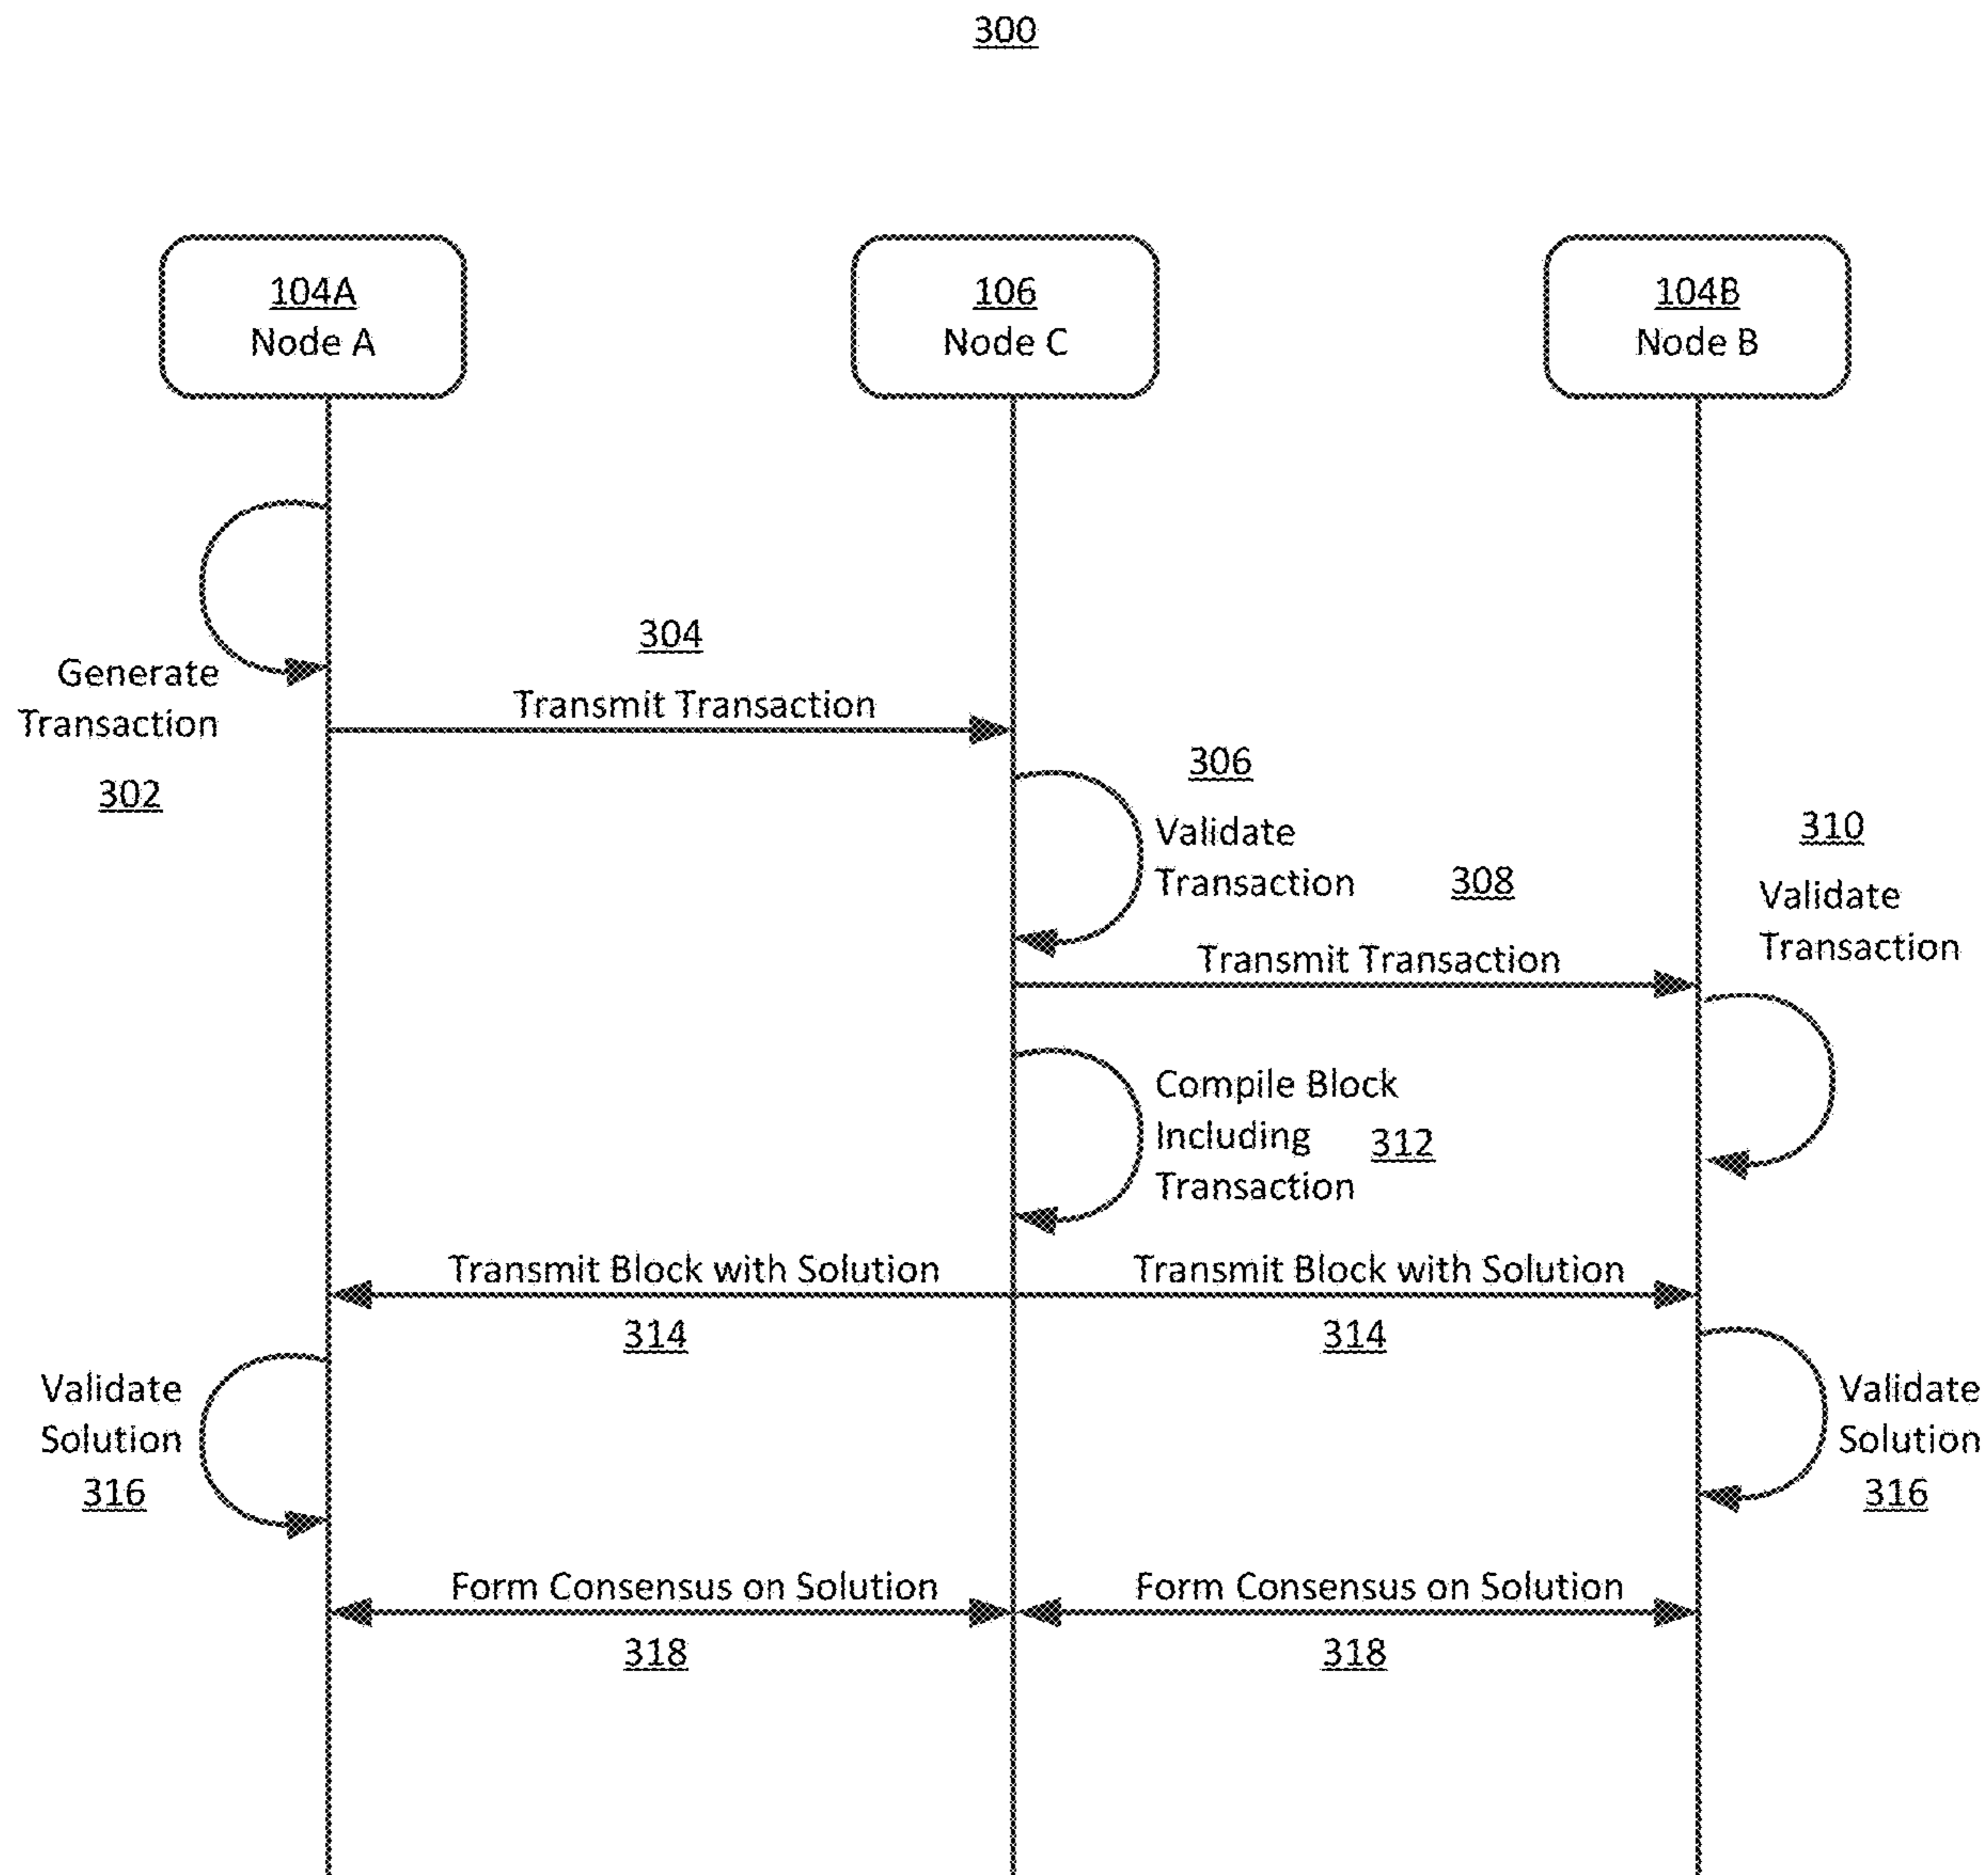 300
104A
Node A
106
Node C
104B
Node B
304
Generate
Transaction
302
Transmit Transaction
306
Validate
Transaction
308
310
Validate
Transaction
Transmit Transaction
Compile Block
Including
Transaction
312
Transmit Block with Solution
314
Transmit Block with Solution
314
Validate
Solution
316
Validate
Solution
316
Form Consensus on Solution
318
Form Consensus on Solution
318